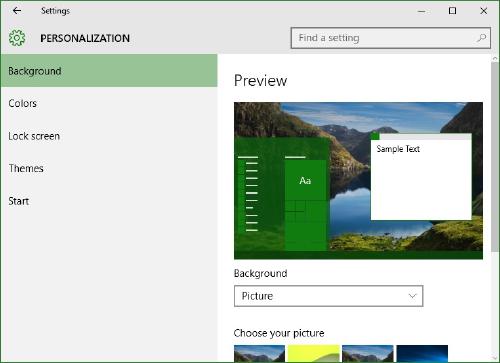 Settings
PERSONALIZATION
Find a setting
Background
Colors
Lock screen
Themes
Start
Preview
Sample Text
Aa
Background
Picture
Choose your picture